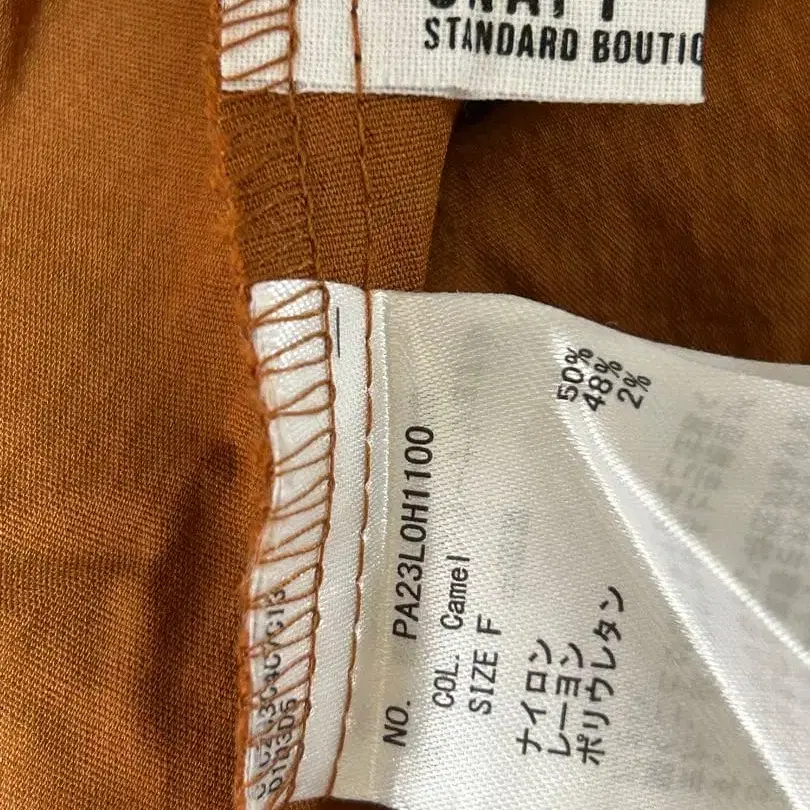 STANDARD BOUTIQ
NO. PA23LOH1100
COL. Camel
SIZE F
ナイロン 50%
レーヨン 48%
ポリウレタン 2%